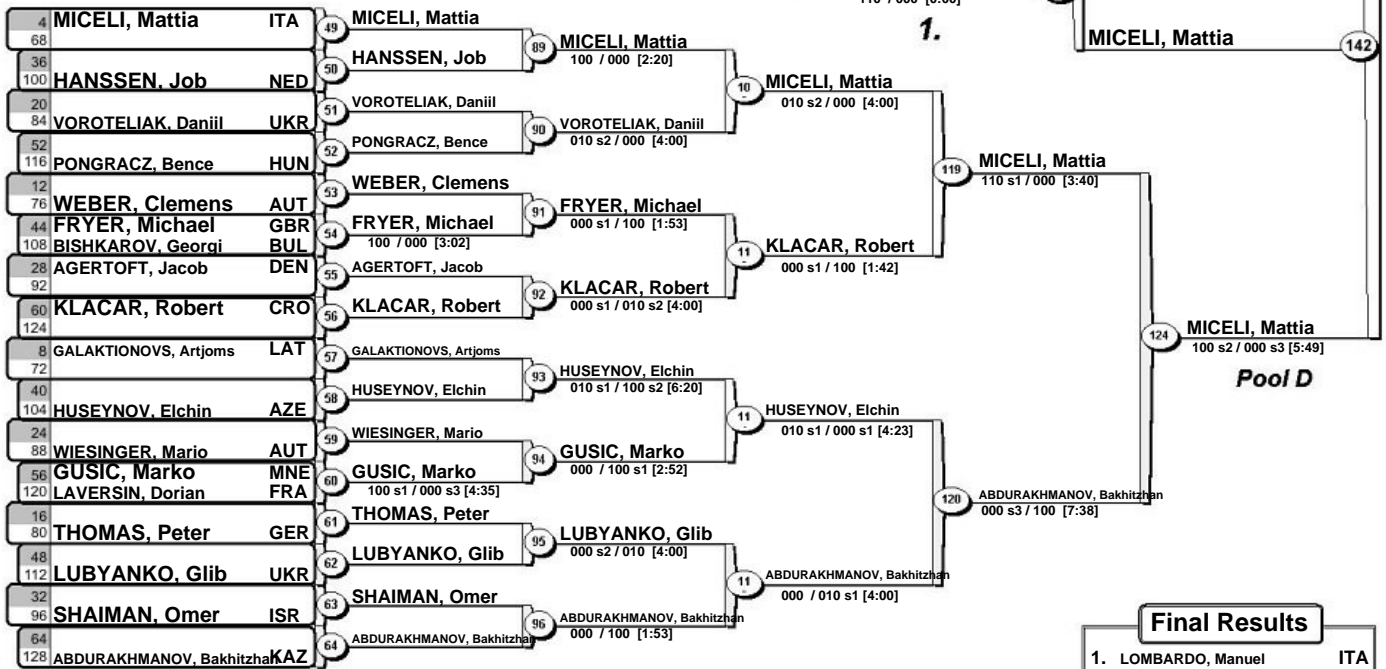 1.
MICELI, Mattia
142
4 MICELI, Mattia ITA
68
36
100 HANSSEN, Job NED
20
84 VOROTELIAK, Daniil UKR
52
116 PONGRACZ, Bence HUN
12
76 WEBER, Clemens AUT
44 FRYER, Michael GBR
108 BISHKAROV, Georgi BUL
28 AGERTOFT, Jacob DEN
92
60 KLACAR, Robert CRO
124
8 GALAKTIONOVS, Artjoms LAT
72
40
104 HUSEYNOV, Elchin AZE
24
88 WIESINGER, Mario AUT
56 GUSIC, Marko MNE
120 LAVERSIN, Dorian FRA
16
80 THOMAS, Peter GER
48
112 LUBYANKO, Glib UKR
32
96 SHAIMAN, Omer ISR
64
128 ABDURAKHMANOV, Bakhitzhan KAZ
49 MICELI, Mattia
50 HANSSEN, Job
51 VOROTELIAK, Daniil
52 PONGRACZ, Bence
53 WEBER, Clemens
54 FRYER, Michael
100 / 000 [3:02]
55 AGERTOFT, Jacob
56 KLACAR, Robert
57 GALAKTIONOVS, Artjoms
58 HUSEYNOV, Elchin
59 WIESINGER, Mario
60 GUSIC, Marko
100 s1 / 000 s3 [4:35]
61 THOMAS, Peter
62 LUBYANKO, Glib
63 SHAIMAN, Omer
64 ABDURAKHMANOV, Bakhitzhan
89 MICELI, Mattia
100 / 000 [2:20]
90 VOROTELIAK, Daniil
010 s2 / 000 [4:00]
91 FRYER, Michael
000 s1 / 100 [1:53]
92 KLACAR, Robert
000 s1 / 010 s2 [4:00]
93 HUSEYNOV, Elchin
010 s1 / 100 s2 [6:20]
94 GUSIC, Marko
000 / 100 s1 [2:52]
95 LUBYANKO, Glib
000 s2 / 010 [4:00]
96 ABDURAKHMANOV, Bakhitzhan
000 / 100 [1:53]
10 MICELI, Mattia
010 s2 / 000 [4:00]
11 KLACAR, Robert
000 s1 / 100 [1:42]
11 HUSEYNOV, Elchin
010 s1 / 000 s1 [4:23]
11 ABDURAKHMANOV, Bakhitzhan
000 / 010 s1 [4:00]
119 MICELI, Mattia
110 s1 / 000 [3:40]
120 ABDURAKHMANOV, Bakhitzhan
000 s3 / 100 [7:38]
124 MICELI, Mattia
100 s2 / 000 s3 [5:49]
Pool D
Final Results
1. LOMBARDO, Manuel ITA